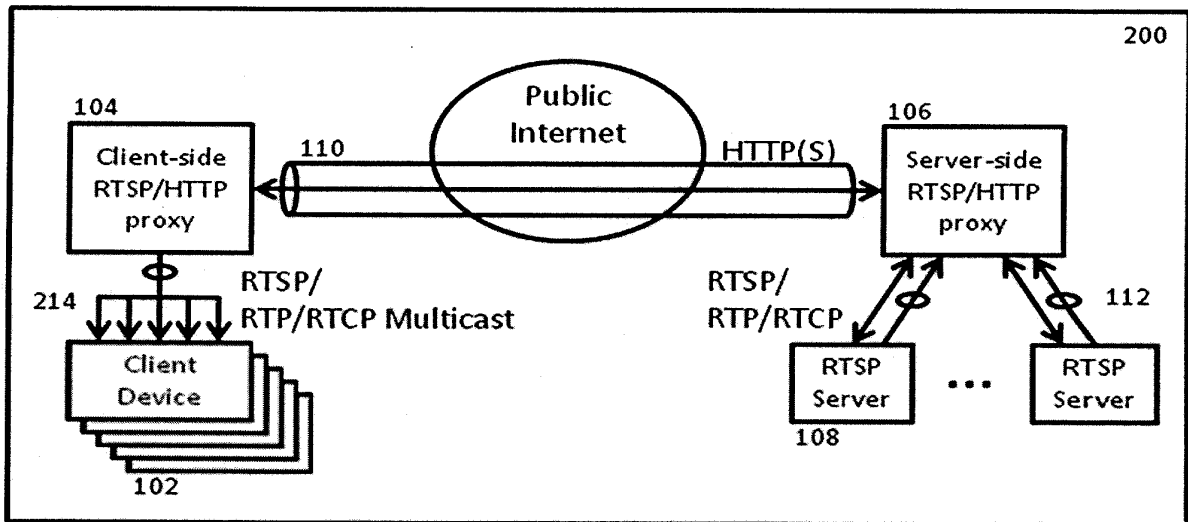 200
104
Client-side
RTSP/HTTP
proxy
110
Public
Internet
HTTP(S)
106
Server-side
RTSP/HTTP
proxy
214
RTSP/
RTP/RTCP Multicast
RTSP/
RTP/RTCP
112
Client
Device
102
RTSP
Server
108
...
RTSP
Server